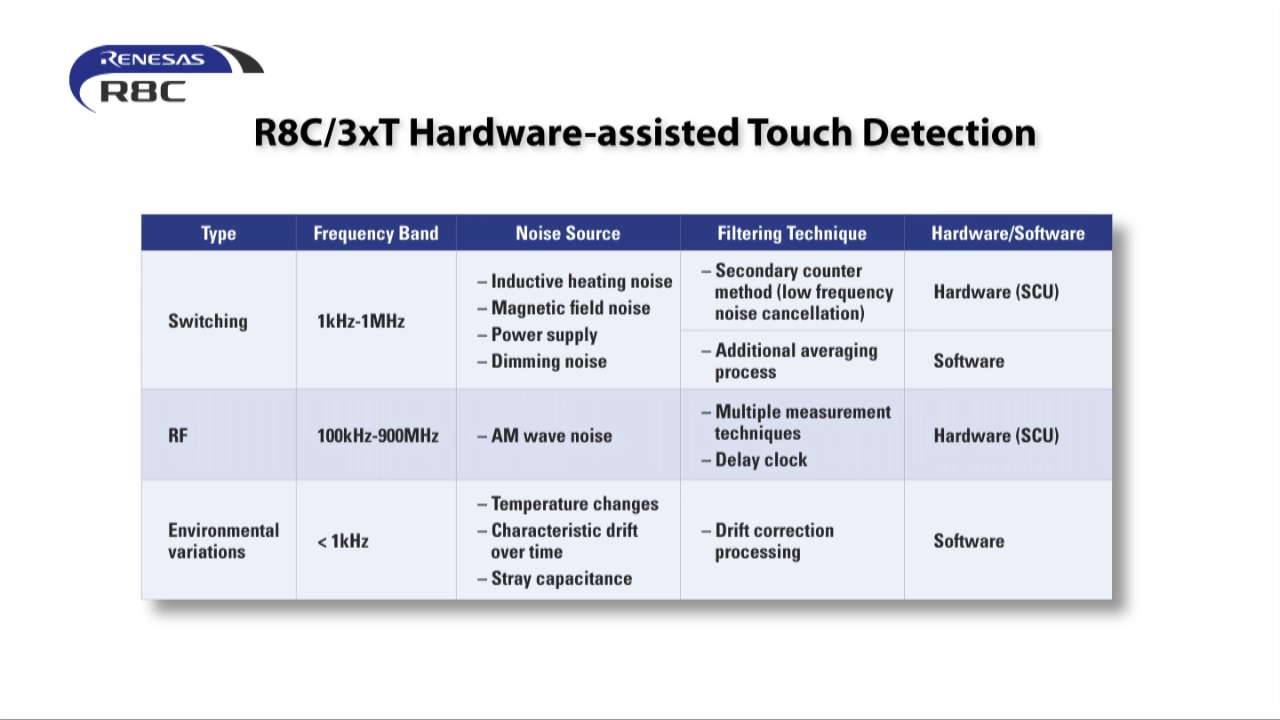 RENESAS
R8C
R8C/3xT Hardware-assisted Touch Detection
Type Frequency Band Noise Source Filtering Technique Hardware/Software
Switching
1kHz-1MHz
– Inductive heating noise
– Magnetic field noise
– Power supply
– Dimming noise
– Secondary counter
method (low frequency
noise cancellation)
Hardware (SCU)
– Additional averaging
process
Software
RF
100kHz-900MHz
– AM wave noise
– Multiple measurement
techniques
– Delay clock
Hardware (SCU)
Environmental
variations
< 1kHz
– Temperature changes
– Characteristic drift
over time
– Stray capacitance
– Drift correction
processing
Software